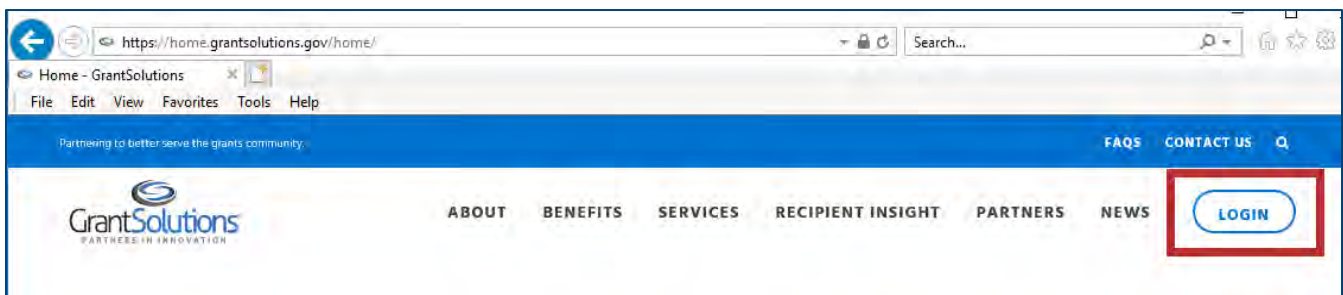 https://home.grantsolutions.gov/home/ Search...
Home - GrantSolutions
File Edit View Favorites Tools Help
Partnering to better serve the grants community. FAQS CONTACT US
GrantSolutions
PARTNERS IN INNOVATION
ABOUT BENEFITS SERVICES RECIPIENT INSIGHT PARTNERS NEWS LOGIN